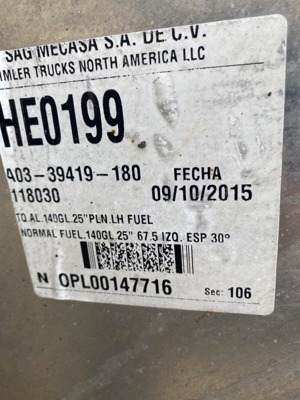 SAG MECASA S.A. DE C.V.
IMLER TRUCKS NORTH AMERICA LLC
HE0199
A03-39419-180 FECHA
118030 09/10/2015
TQ.AL.140GL.25"PLN.LH FUEL
NORMAL FUEL.140GL.25" 67.5 IZQ. ESP 30°
N OPL00147716 Sec: 106